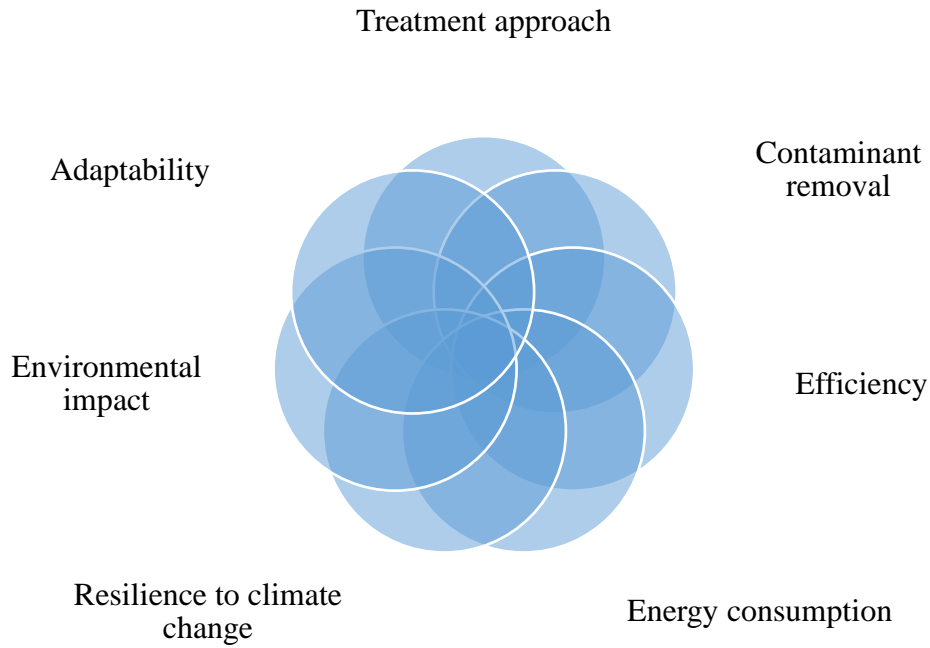 Treatment approach
Adaptability
Contaminant
removal
Environmental
impact
Efficiency
Resilience to climate
change
Energy consumption